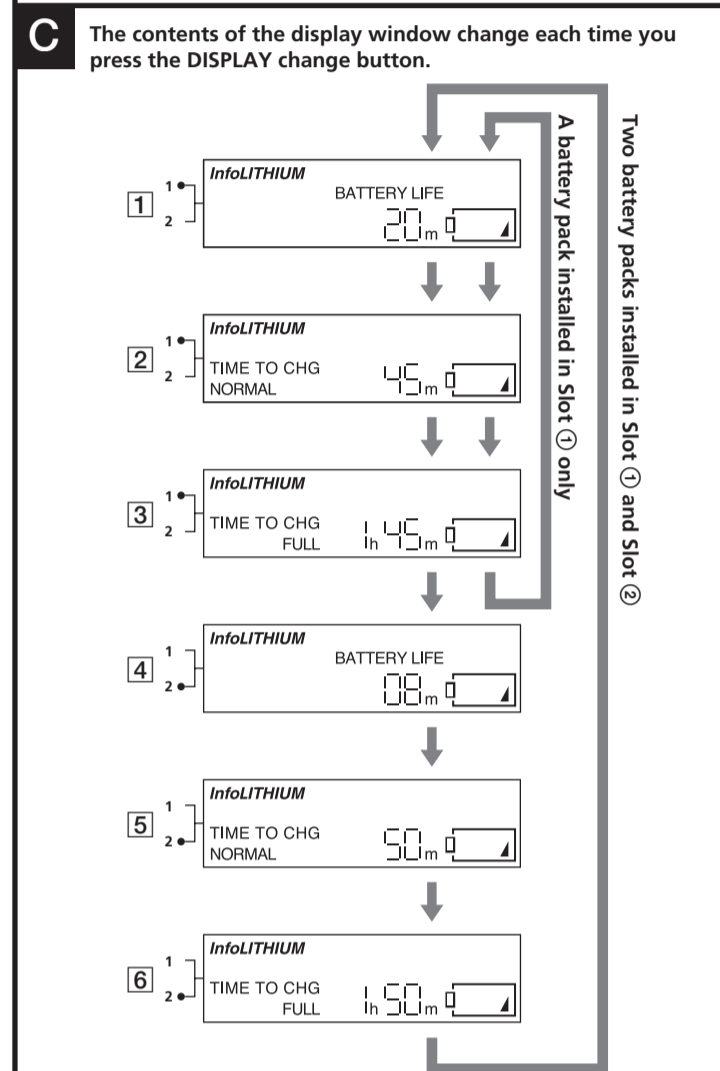 C
The contents of the display window change each time you
press the DISPLAY change button.
1
1
2
InfoLITHIUM
BATTERY LIFE
20m
2
1
2
InfoLITHIUM
TIME TO CHG
NORMAL
45m
3
1
2
InfoLITHIUM
TIME TO CHG
FULL
1h 45m
4
1
2
InfoLITHIUM
BATTERY LIFE
08m
5
1
2
InfoLITHIUM
TIME TO CHG
NORMAL
50m
6
1
2
InfoLITHIUM
TIME TO CHG
FULL
1h 50m
A battery pack installed in Slot ① only
Two battery packs installed in Slot ① and Slot ②